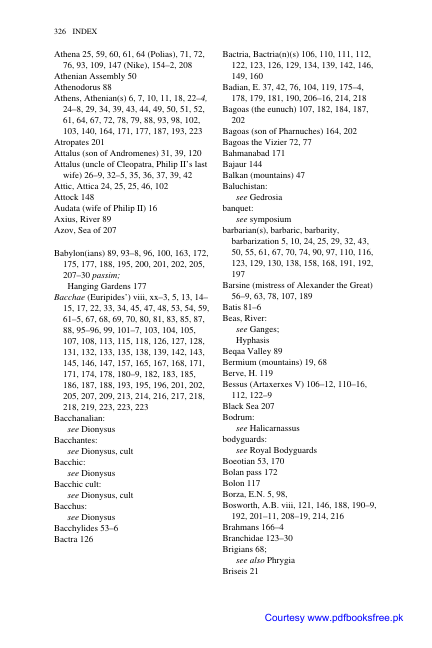 326 INDEX
Athena 25, 59, 60, 61, 64 (Polias), 71, 72,
76, 93, 109, 147 (Nike), 154–2, 208
Athenian Assembly 50
Athenodorus 88
Athens, Athenian(s) 6, 7, 10, 11, 18, 22–4,
24–8, 29, 34, 39, 43, 44, 49, 50, 51, 52,
61, 64, 67, 72, 78, 79, 88, 93, 98, 102,
103, 140, 164, 171, 177, 187, 193, 223
Atropates 201
Attalus (son of Andromenes) 31, 39, 120
Attalus (uncle of Cleopatra, Philip II's last
wife) 26–9, 32–5, 35, 36, 37, 39, 42
Attic, Attica 24, 25, 25, 46, 102
Attock 148
Audata (wife of Philip II) 16
Axius, River 89
Azov, Sea of 207
Babylon(ians) 89, 93–8, 96, 100, 163, 172,
175, 177, 188, 195, 200, 201, 202, 205,
207–30 passim;
Hanging Gardens 177
Bacchae (Euripides') viii, xx–3, 5, 13, 14–
15, 17, 22, 33, 34, 45, 47, 48, 53, 54, 59,
61–5, 67, 68, 69, 70, 80, 81, 83, 85, 87,
88, 95–96, 99, 101–7, 103, 104, 105,
107, 108, 113, 115, 118, 126, 127, 128,
131, 132, 133, 135, 138, 139, 142, 143,
145, 146, 147, 157, 165, 167, 168, 171,
171, 174, 178, 180–9, 182, 183, 185,
186, 187, 188, 193, 195, 196, 201, 202,
205, 207, 209, 213, 214, 216, 217, 218,
218, 219, 223, 223, 223
Bacchanalian:
see Dionysus
Bacchantes:
see Dionysus, cult
Bacchic:
see Dionysus
Bacchic cult:
see Dionysus, cult
Bacchus:
see Dionysus
Bacchylides 53–6
Bactra 126
Bactria, Bactria(n)(s) 106, 110, 111, 112,
122, 123, 126, 129, 134, 139, 142, 146,
149, 160
Badian, E. 37, 42, 76, 104, 119, 175–4,
178, 179, 181, 190, 206–16, 214, 218
Bagoas (the eunuch) 107, 182, 184, 187,
202
Bagoas (son of Pharnuches) 164, 202
Bagoas the Vizier 72, 77
Bahmanabad 171
Bajaur 144
Balkan (mountains) 47
Baluchistan:
see Gedrosia
banquet:
see symposium
barbarian(s), barbaric, barbarity,
barbarization 5, 10, 24, 25, 29, 32, 43,
50, 55, 61, 67, 70, 74, 90, 97, 110, 116,
123, 129, 130, 138, 158, 168, 191, 192,
197
Barsine (mistress of Alexander the Great)
56–9, 63, 78, 107, 189
Batis 81–6
Beas, River:
see Ganges;
Hyphasis
Beqaa Valley 89
Bermium (mountains) 19, 68
Berve, H. 119
Bessus (Artaxerxes V) 106–12, 110–16,
112, 122–9
Black Sea 207
Bodrum:
see Halicarnassus
bodyguards:
see Royal Bodyguards
Boeotian 53, 170
Bolan pass 172
Bolon 117
Borza, E.N. 5, 98,
Bosworth, A.B. viii, 121, 146, 188, 190–9,
192, 201–11, 208–19, 214, 216
Brahmans 166–4
Branchidae 123–30
Brigians 68;
see also Phrygia
Briseis 21
Courtesy www.pdfbooksfree.pk